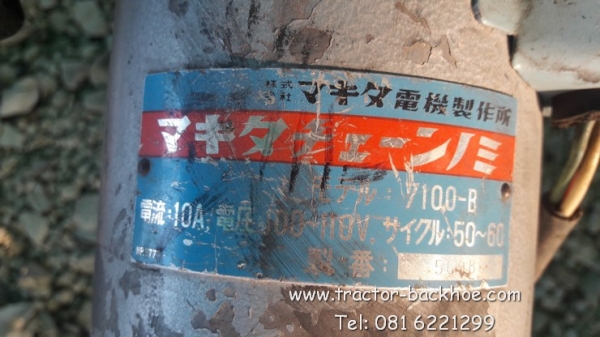 株式会社 マキタ電機製作所
マキタチェーンノミ
モデル: 7100-B
電流:10A, 電圧 100~110V, サイクル:50~60
製番:
www.tractor-backhoe.com
Tel: 081 6221299